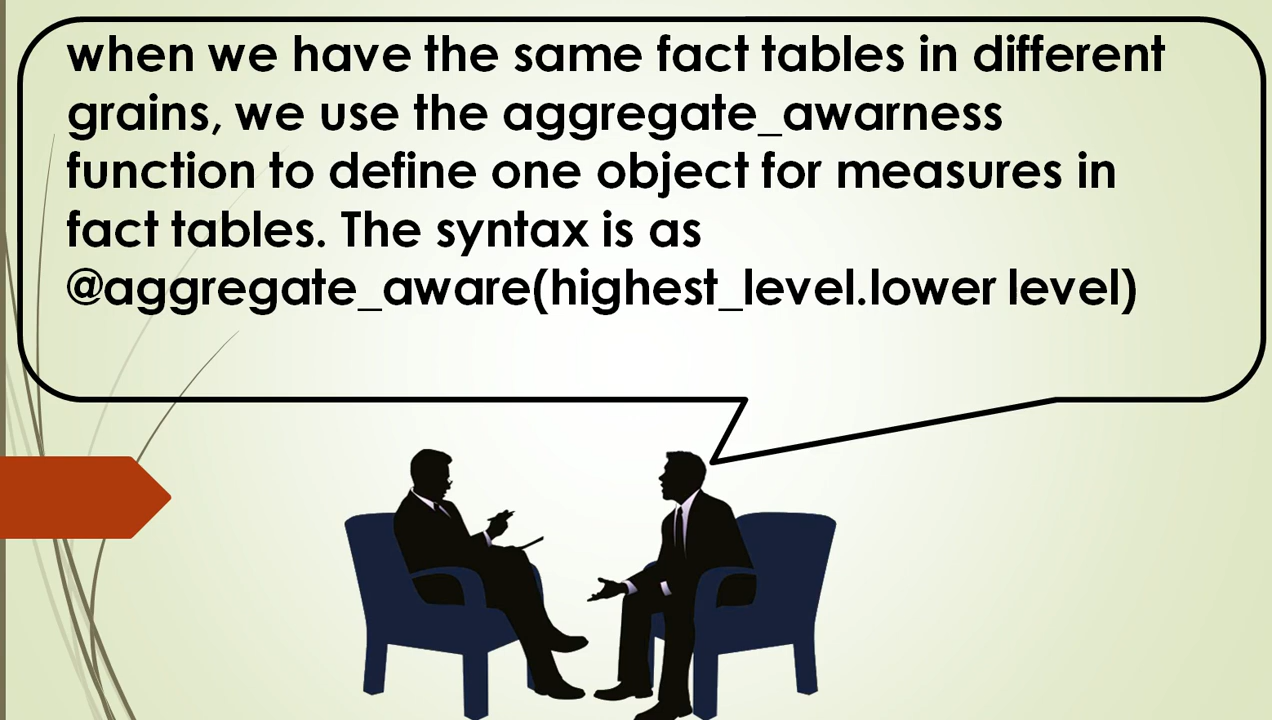 when we have the same fact tables in different
grains, we use the aggregate_awarness
function to define one object for measures in
fact tables. The syntax is as
@aggregate_aware(highest_level.lower level)